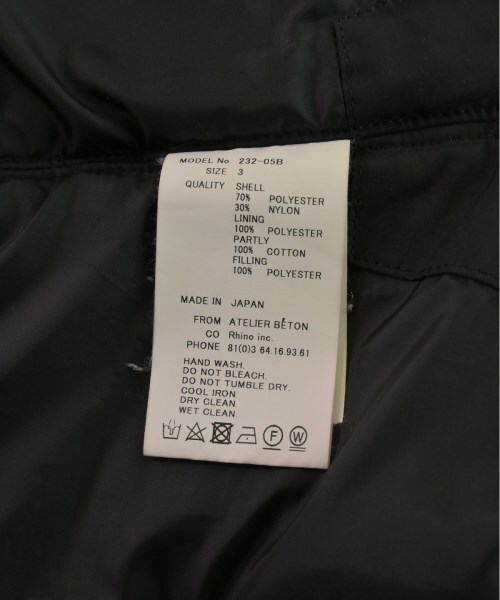 MODEL No. 232-05B
SIZE 3
QUALITY SHELL
70% POLYESTER
30% NYLON
LINING
100% POLYESTER
PARTLY
100% COTTON
FILLING
100% POLYESTER
MADE IN JAPAN
FROM ATELIER BÉTON
CO Rhino inc.
PHONE 81(0)3 64.16.93.61
HAND WASH.
DO NOT BLEACH.
DO NOT TUMBLE DRY.
COOL IRON.
DRY CLEAN.
WET CLEAN.
F W